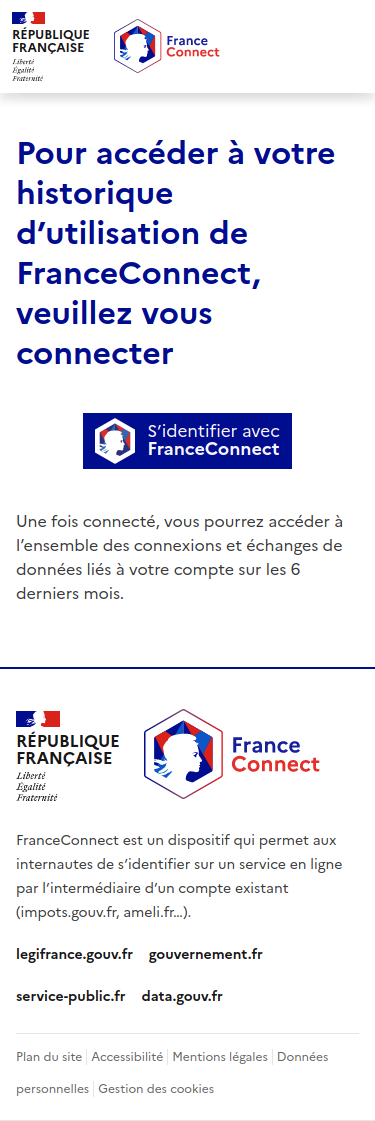 RÉPUBLIQUE
FRANÇAISE
Liberté
Égalité
Fraternité
France
Connect
Pour accéder à votre
historique
d’utilisation de
FranceConnect,
veuillez vous
connecter
S’identifier avec
FranceConnect
Une fois connecté, vous pourrez accéder à
l’ensemble des connexions et échanges de
données liés à votre compte sur les 6
derniers mois.
RÉPUBLIQUE
FRANÇAISE
Liberté
Égalité
Fraternité
France
Connect
FranceConnect est un dispositif qui permet aux
internautes de s’identifier sur un service en ligne
par l’intermédiaire d’un compte existant
(impots.gouv.fr, ameli.fr…).
legifrance.gouv.fr gouvernement.fr
service-public.fr data.gouv.fr
Plan du site Accessibilité Mentions légales Données
personnelles Gestion des cookies